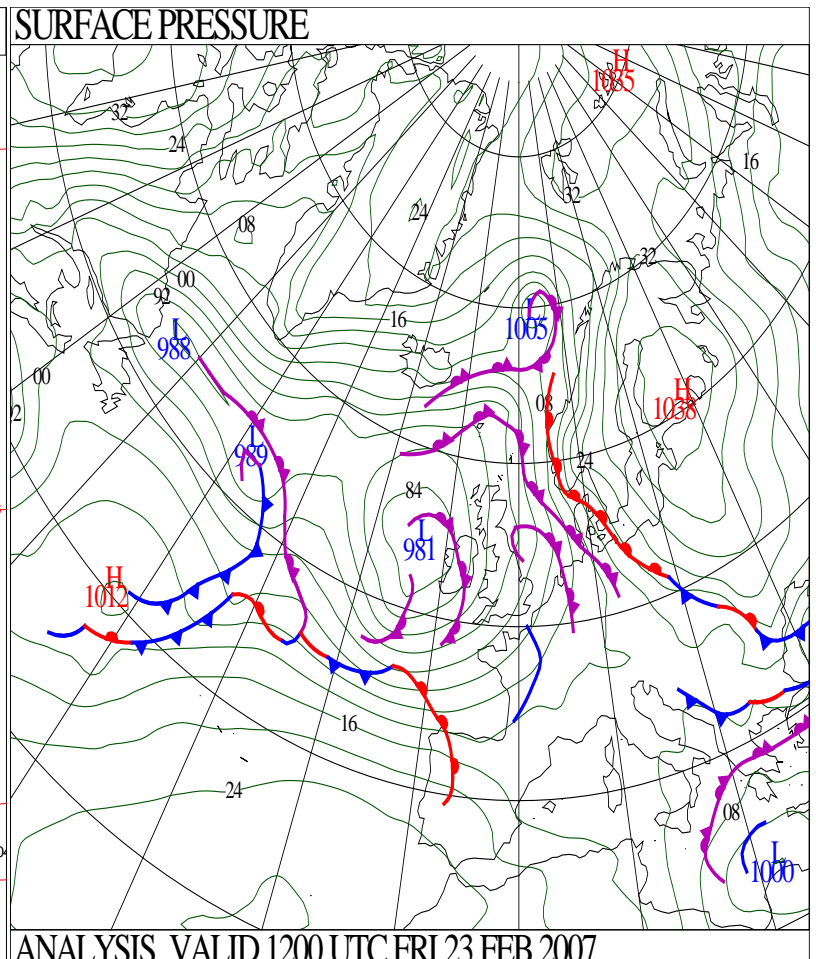 SURFACE PRESSURE
H
1035
32
24
16
32
24
08
32
00
92
16
L
1005
L
988
00
H
1038
08
L
989
24
84
L
981
H
1012
16
24
08
L
1000
ANALYSIS VALID 1200 UTC FRI 23 FEB 2007